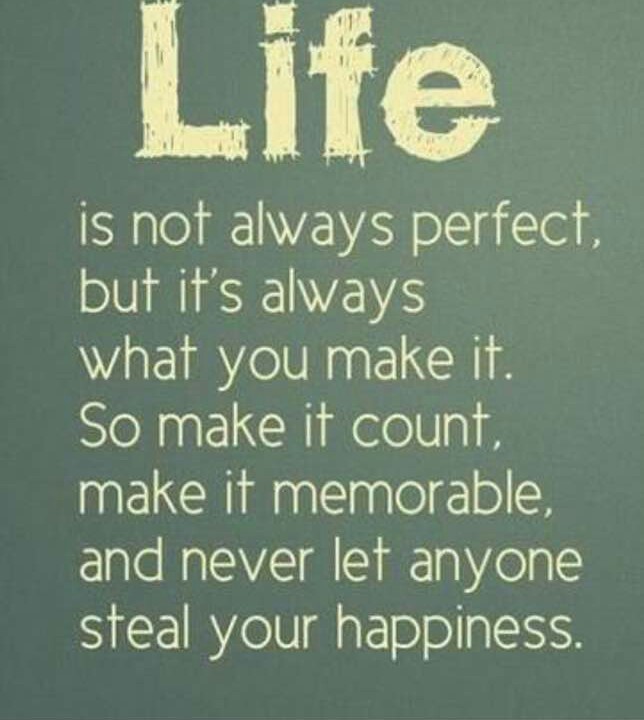 Life
is not always perfect,
but it's always
what you make it.
So make it count,
make it memorable,
and never let anyone
steal your happiness.